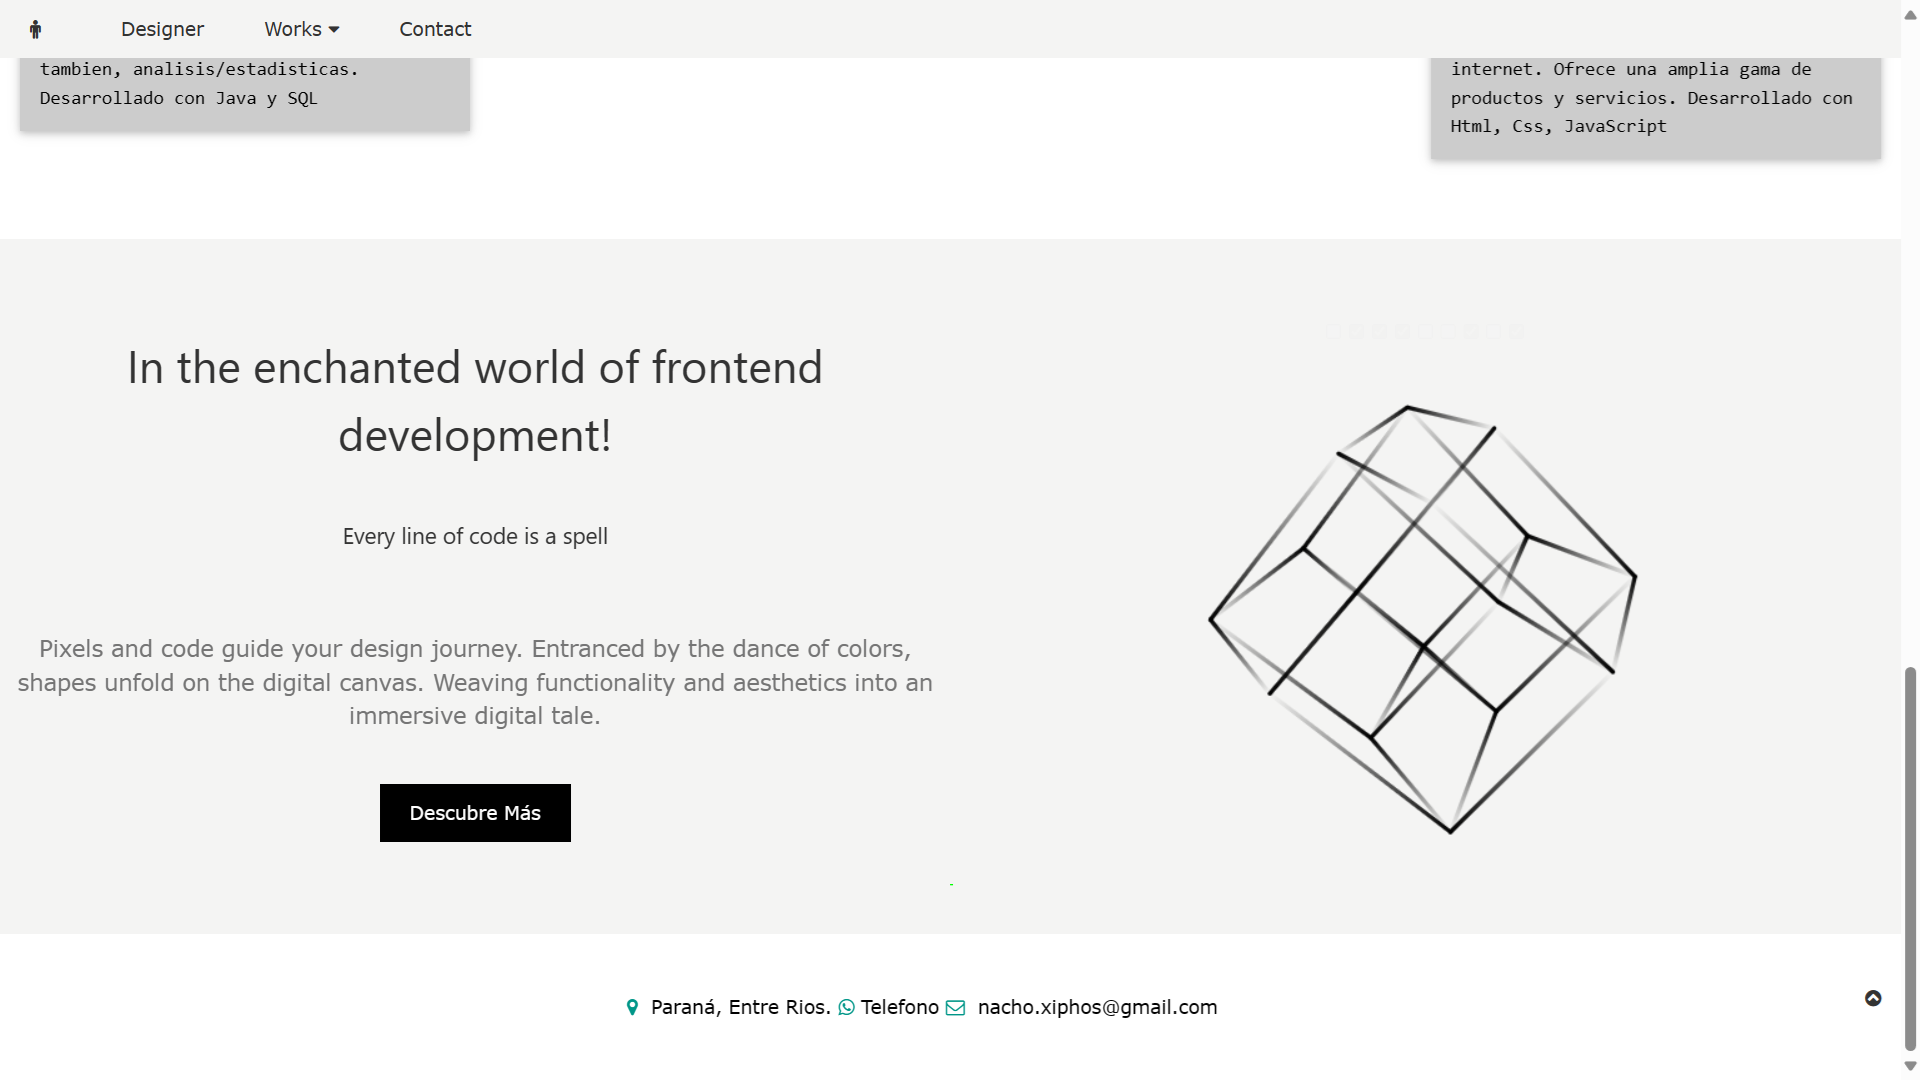 Designer
Works
Contact
tambien, analisis/estadisticas.
Desarrollado con Java y SQL
internet. Ofrece una amplia gama de
productos y servicios. Desarrollado con
Html, Css, JavaScript
In the enchanted world of frontend
development!
Every line of code is a spell
Pixels and code guide your design journey. Entranced by the dance of colors,
shapes unfold on the digital canvas. Weaving functionality and aesthetics into an
immersive digital tale.
Descubre Más
Paraná, Entre Rios. Telefono nacho.xiphos@gmail.com